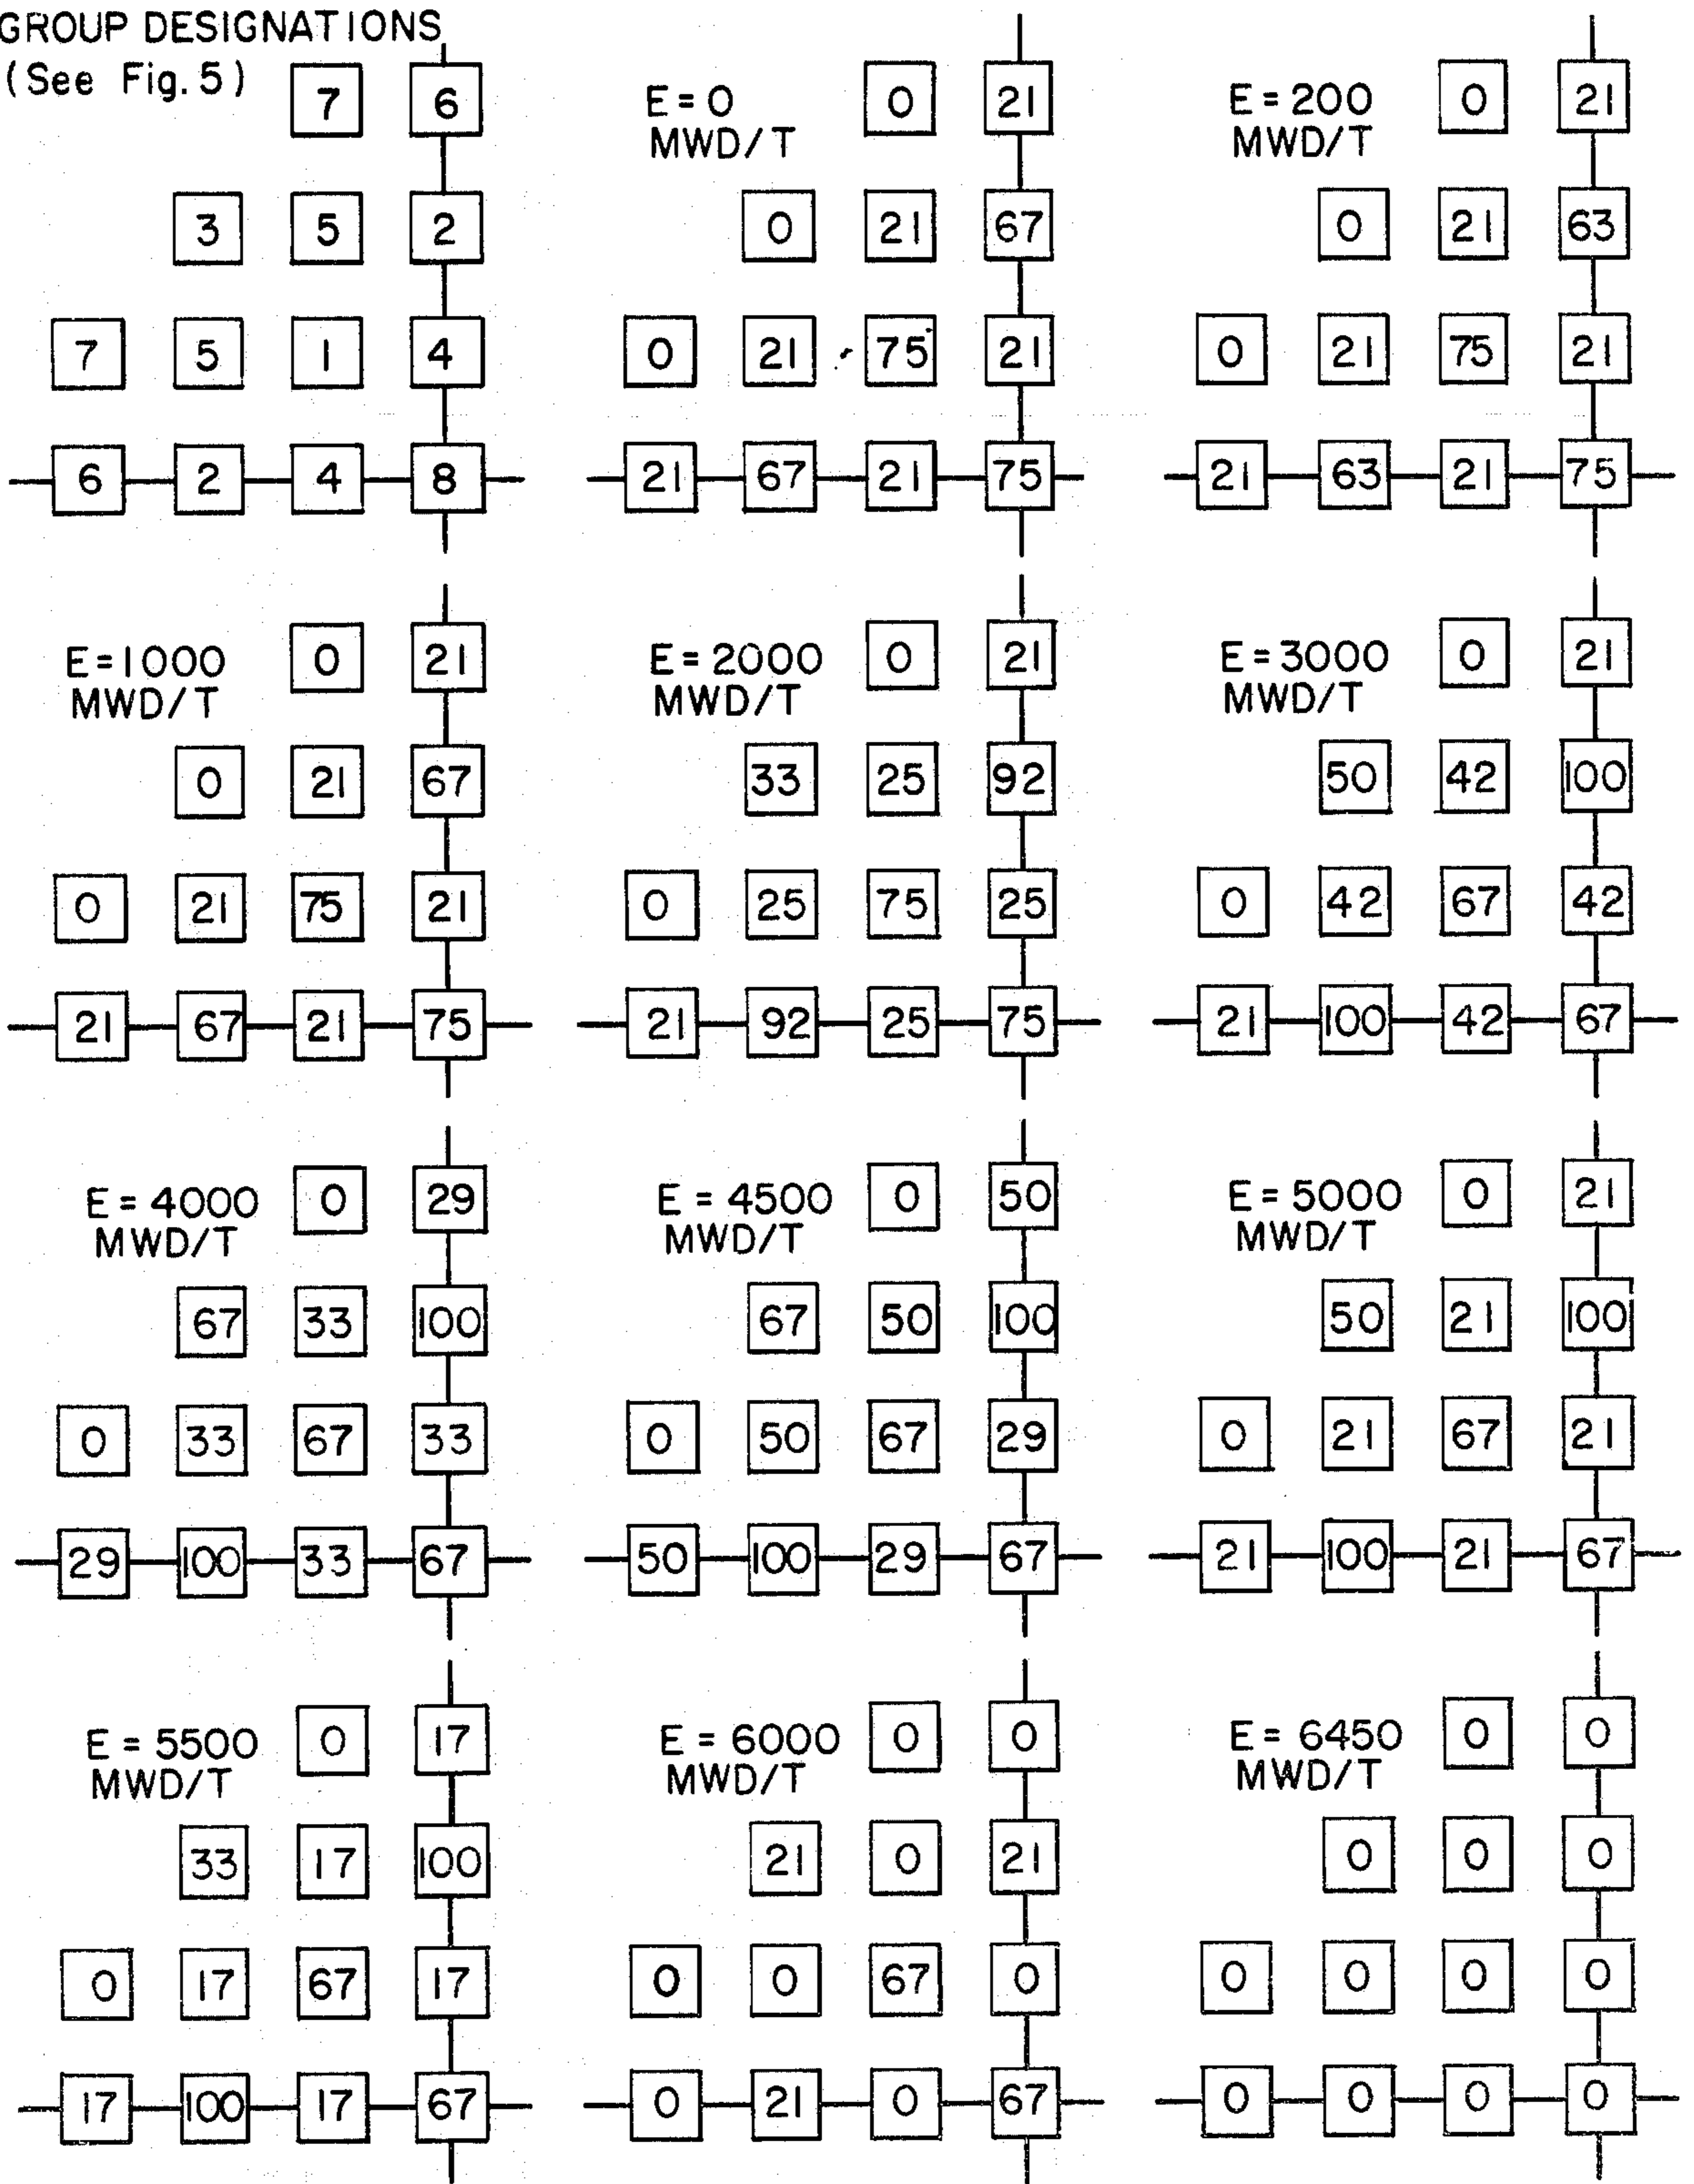 GROUP DESIGNATIONS
(See Fig. 5)
7 6
3 5 2
7 5 1 4
6 2 4 8
E = 0
MWD/T
0 21
0 21 67
0 21 75 21
21 67 21 75
E = 200
MWD/T
0 21
0 21 63
0 21 75 21
21 63 21 75
E = 1000
MWD/T
0 21
0 21 67
0 21 75 21
21 67 21 75
E = 2000
MWD/T
0 21
33 25 92
0 25 75 25
21 92 25 75
E = 3000
MWD/T
0 21
50 42 100
0 42 67 42
21 100 42 67
E = 4000
MWD/T
0 29
67 33 100
0 33 67 33
29 100 33 67
E = 4500
MWD/T
0 50
67 50 100
0 50 67 29
50 100 29 67
E = 5000
MWD/T
0 21
50 21 100
0 21 67 21
21 100 21 67
E = 5500
MWD/T
0 17
33 17 100
0 17 67 17
17 100 17 67
E = 6000
MWD/T
0 0
21 0 21
0 0 67 0
0 21 0 67
E = 6450
MWD/T
0 0
0 0 0
0 0 0 0
0 0 0 0